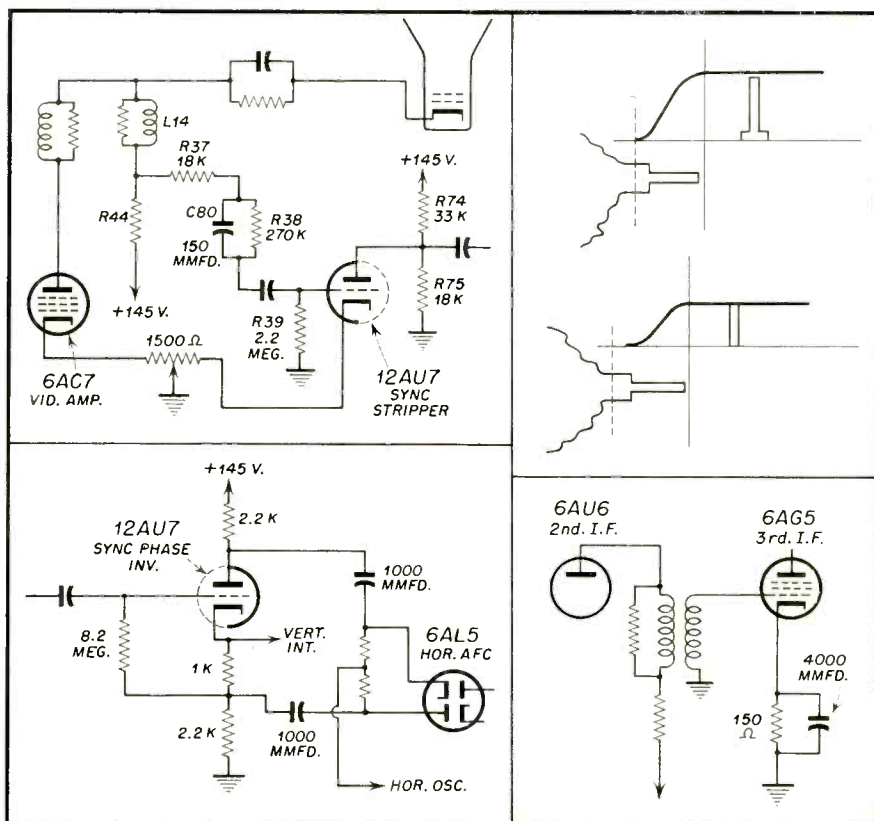 L14
R37
18 K
+145 V.
R74
33 K
C80
R38
270 K
150
MMFD.
R44
R75
18 K
+145 V.
R39
2.2
MEG.
1500 Ω
6AC7
VID. AMP.
12AU7
SYNC
STRIPPER
+145 V.
2.2 K
12AU7
SYNC PHASE
INV.
1000
MMFD.
8.2
MEG.
VERT.
INT.
1 K
6AL5
HOR. AFC
2.2 K
1000
MMFD.
HOR. OSC.
6AU6
2nd. I.F.
6AG5
3rd. I.F.
4000
MMFD.
150
Ω